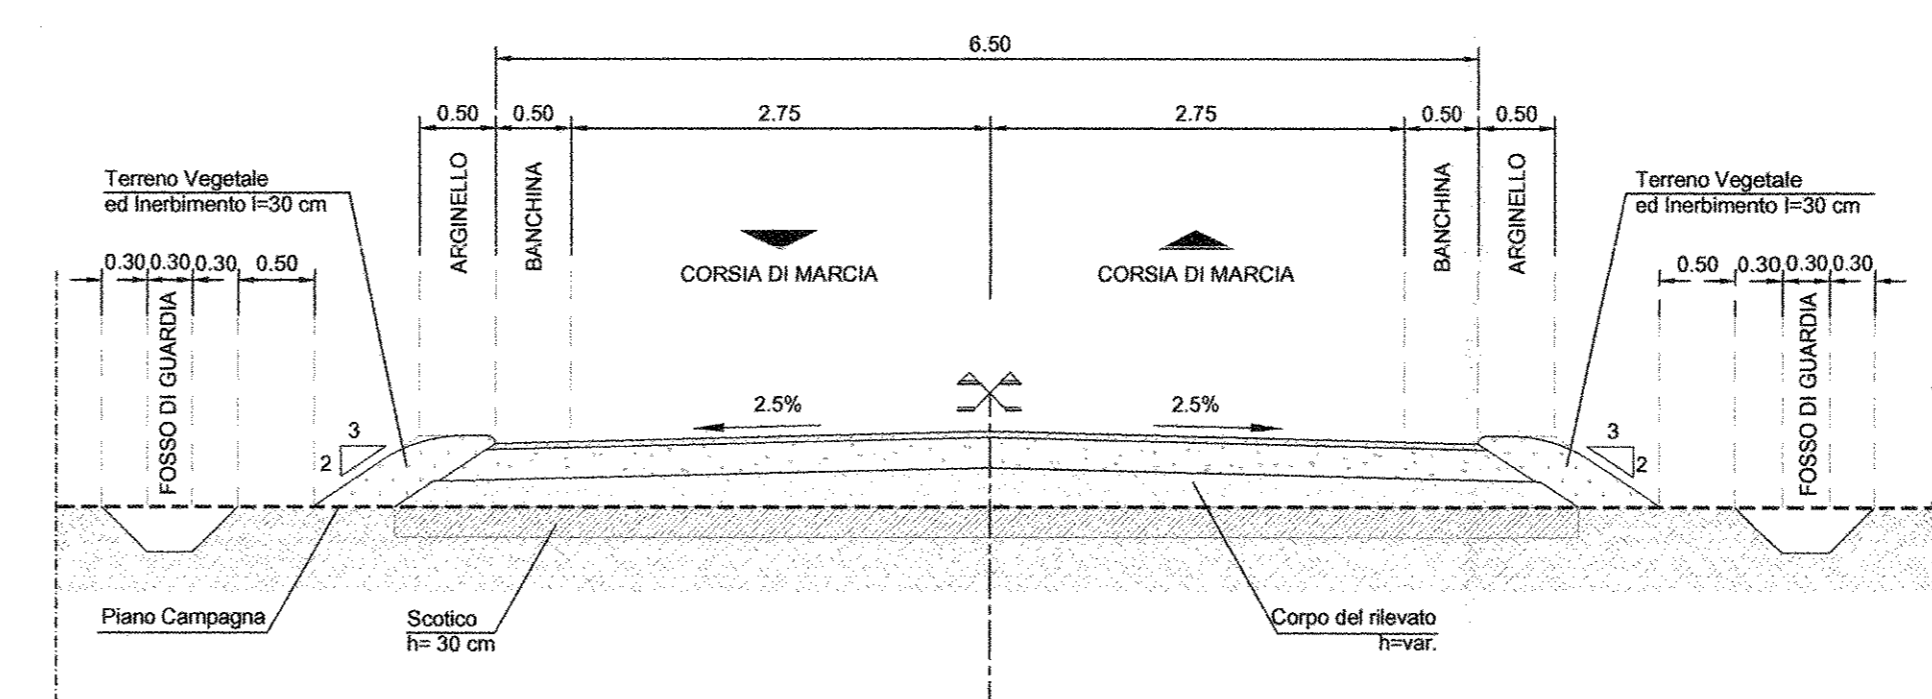 6.50
0.50 0.50 2.75 2.75 0.50 0.50
ARGINELLO
BANCHINA
BANCHINA
ARGINELLO
Terreno Vegetale
ed Inerbimento l=30 cm
Terreno Vegetale
ed Inerbimento l=30 cm
CORSIA DI MARCIA
CORSIA DI MARCIA
0.30 0.30 0.30 0.50
0.50 0.30 0.30 0.30
FOSSO DI GUARDIA
FOSSO DI GUARDIA
2.5%
2.5%
3
2
3
2
Piano Campagna
Scotico
h= 30 cm
Corpo del rilevato
h=var.